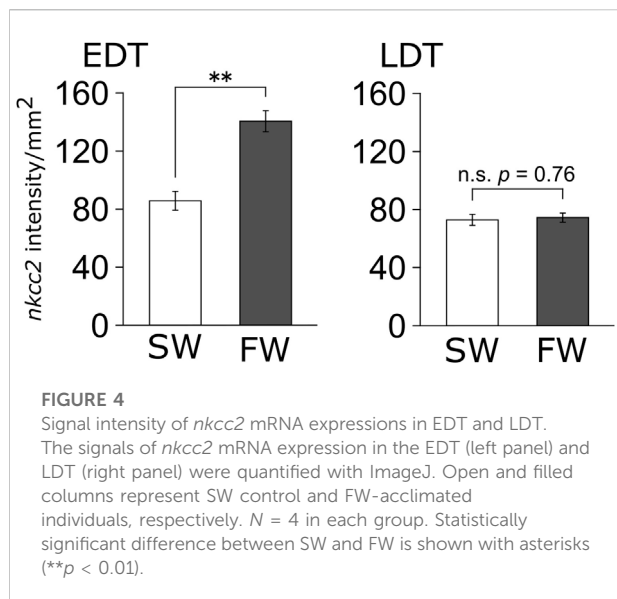 EDT
LDT
nkcc2 intensity/mm²
160
120
80
40
0
**
SW
FW
160
120
80
40
0
n.s. p = 0.76
SW
FW
FIGURE 4
Signal intensity of nkcc2 mRNA expressions in EDT and LDT.
The signals of nkcc2 mRNA expression in the EDT (left panel) and
LDT (right panel) were quantified with ImageJ. Open and filled
columns represent SW control and FW-acclimated
individuals, respectively. N = 4 in each group. Statistically
significant difference between SW and FW is shown with asterisks
(**p < 0.01).